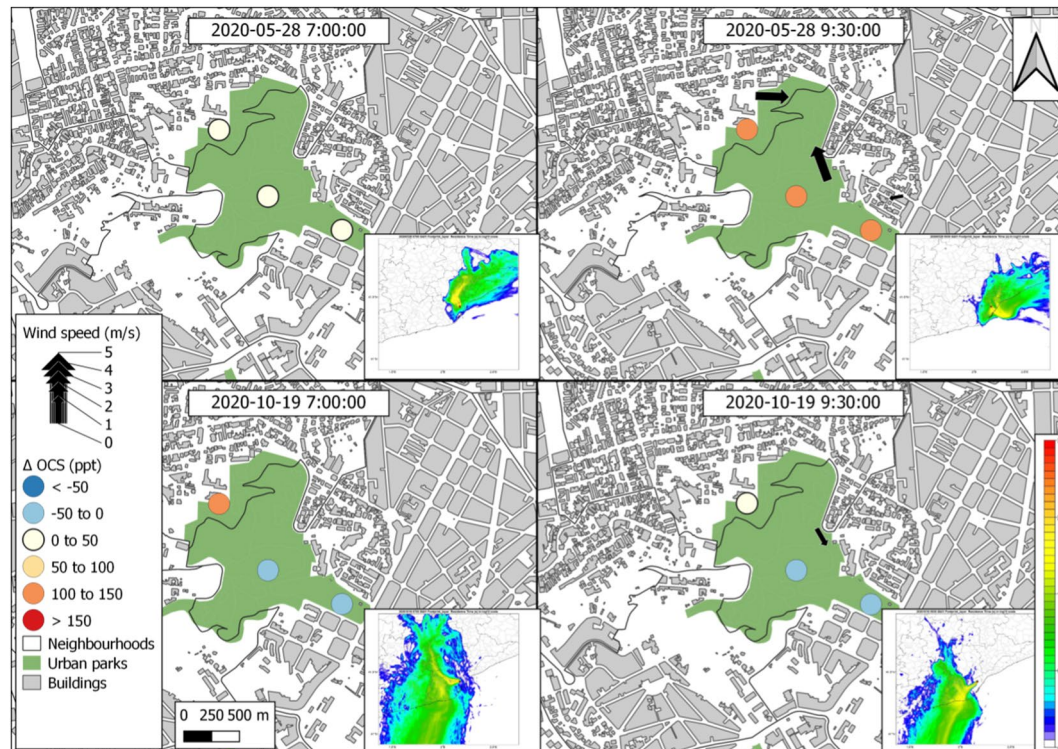 2020-05-28 7:00:00
2020-05-28 9:30:00
N
Wind speed (m/s)
5
4
3
2
1
0
Δ OCS (ppt)
< -50
-50 to 0
0 to 50
50 to 100
100 to 150
> 150
Neighbourhoods
Urban parks
Buildings
2020-10-19 7:00:00
2020-10-19 9:30:00
0 250 500 m